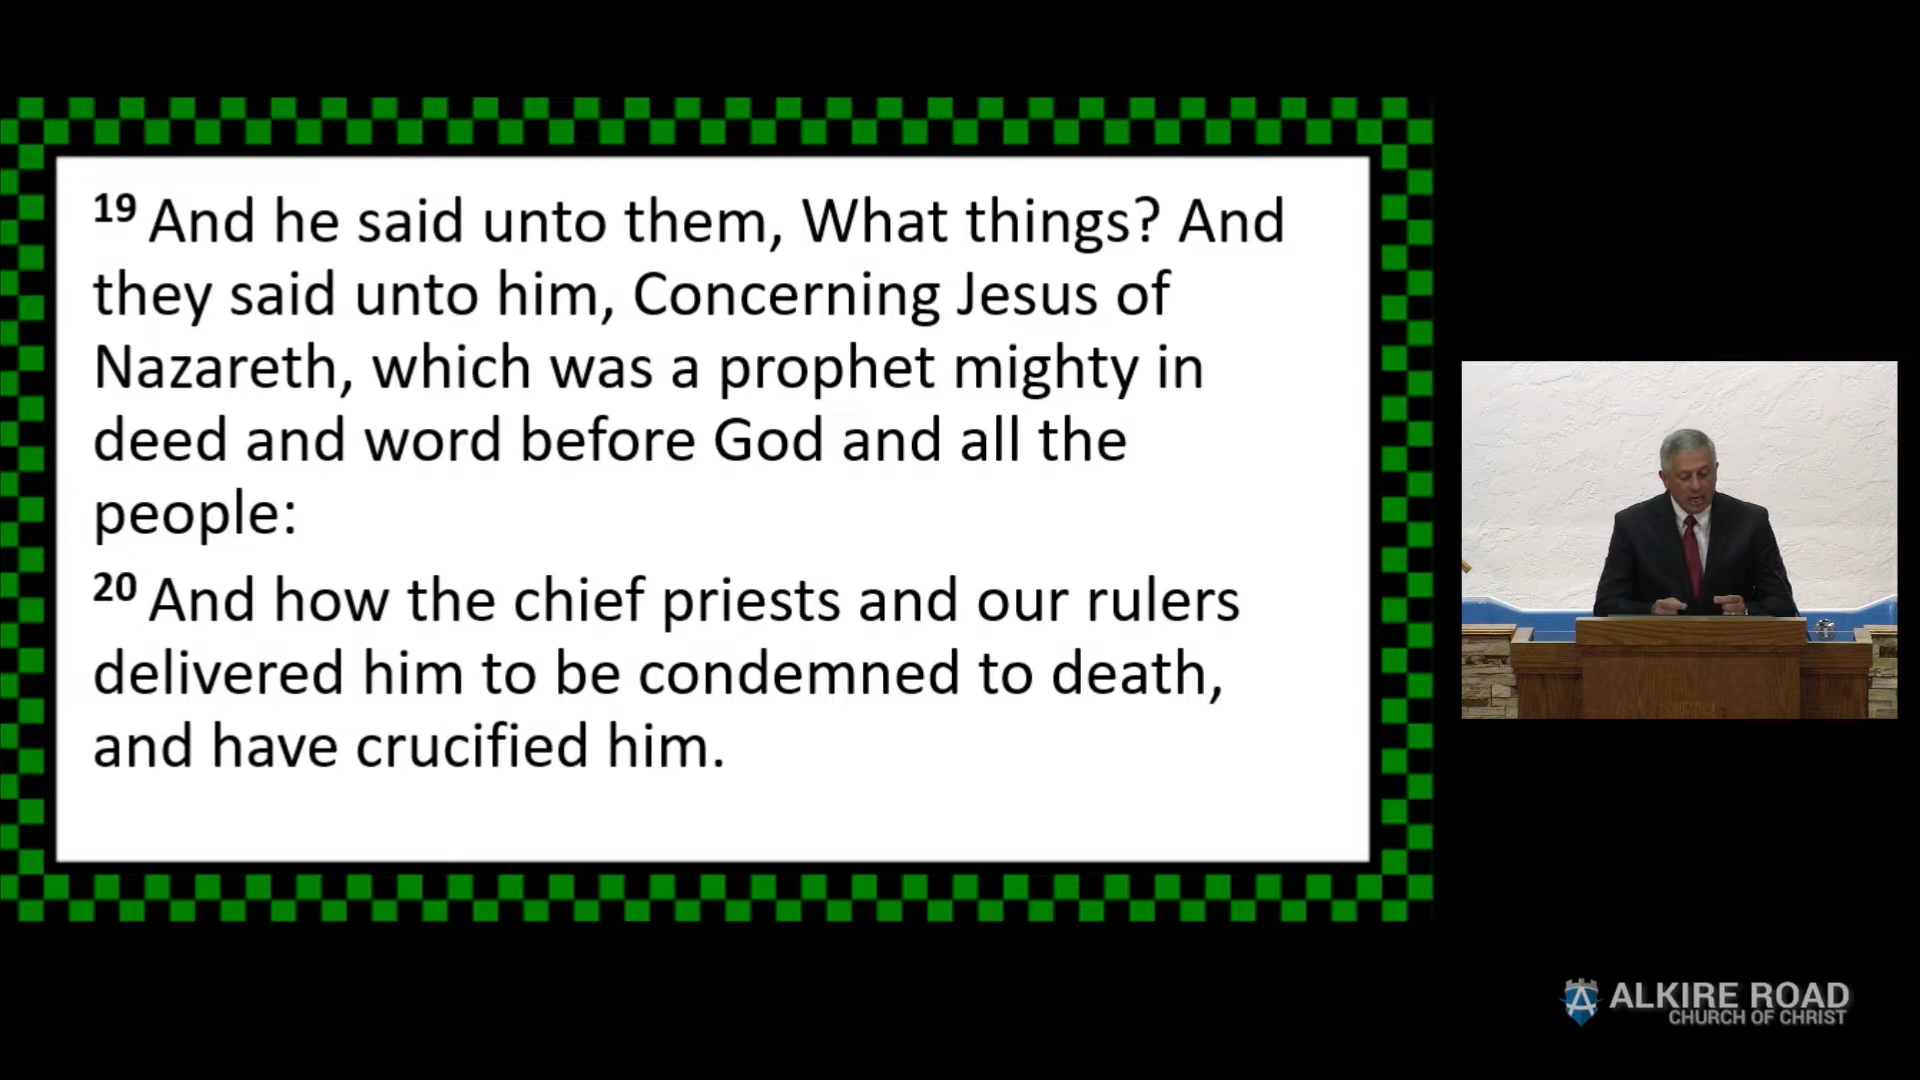 19 And he said unto them, What things? And
they said unto him, Concerning Jesus of
Nazareth, which was a prophet mighty in
deed and word before God and all the
people:
20 And how the chief priests and our rulers
delivered him to be condemned to death,
and have crucified him.
ALKIRE ROAD
CHURCH OF CHRIST